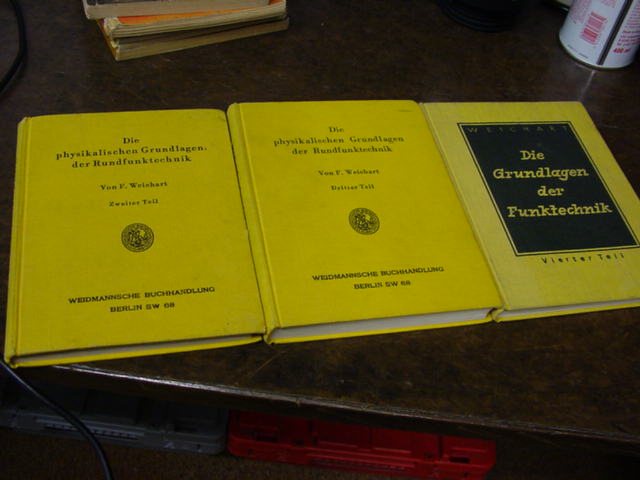 Die
physikalischen Grundlagen
der Rundfunktechnik
Von F. Weichart
Zweiter Teil
WEIDMANNSCHE BUCHHANDLUNG
BERLIN SW 68
Die
physikalischen Grundlagen
der Rundfunktechnik
Von F. Weichart
Dritter Teil
WEIDMANNSCHE BUCHHANDLUNG
BERLIN SW 68
WEICHART
Die
Grundlagen
der
Funktechnik
Vierter Teil